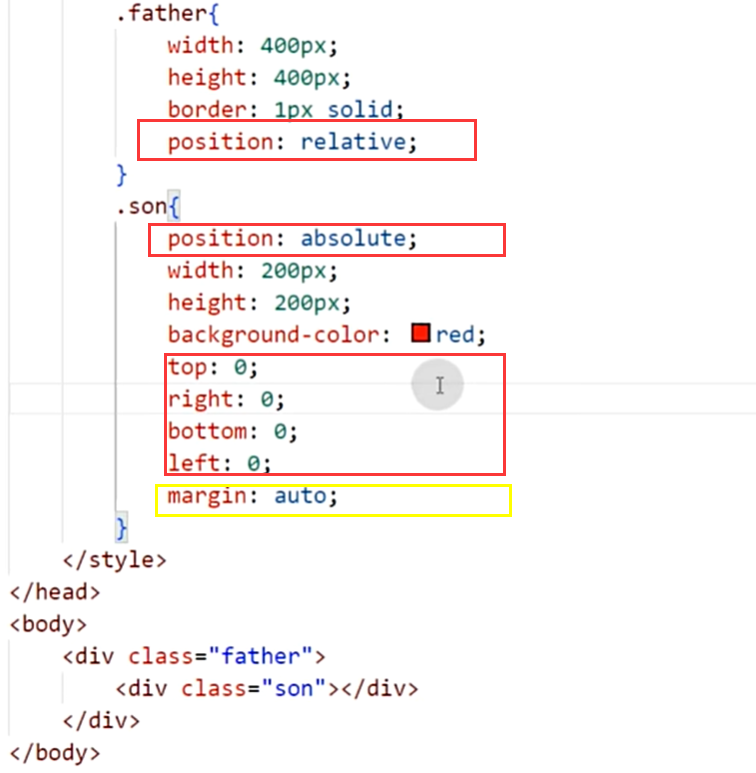 .father{
width: 400px;
height: 400px;
border: 1px solid;
position: relative;
}
.son{
position: absolute;
width: 200px;
height: 200px;
background-color: red;
top: 0;
right: 0;
bottom: 0;
left: 0;
margin: auto;
}
</style>
</head>
<body>
<div class="father">
<div class="son"></div>
</div>
</body>